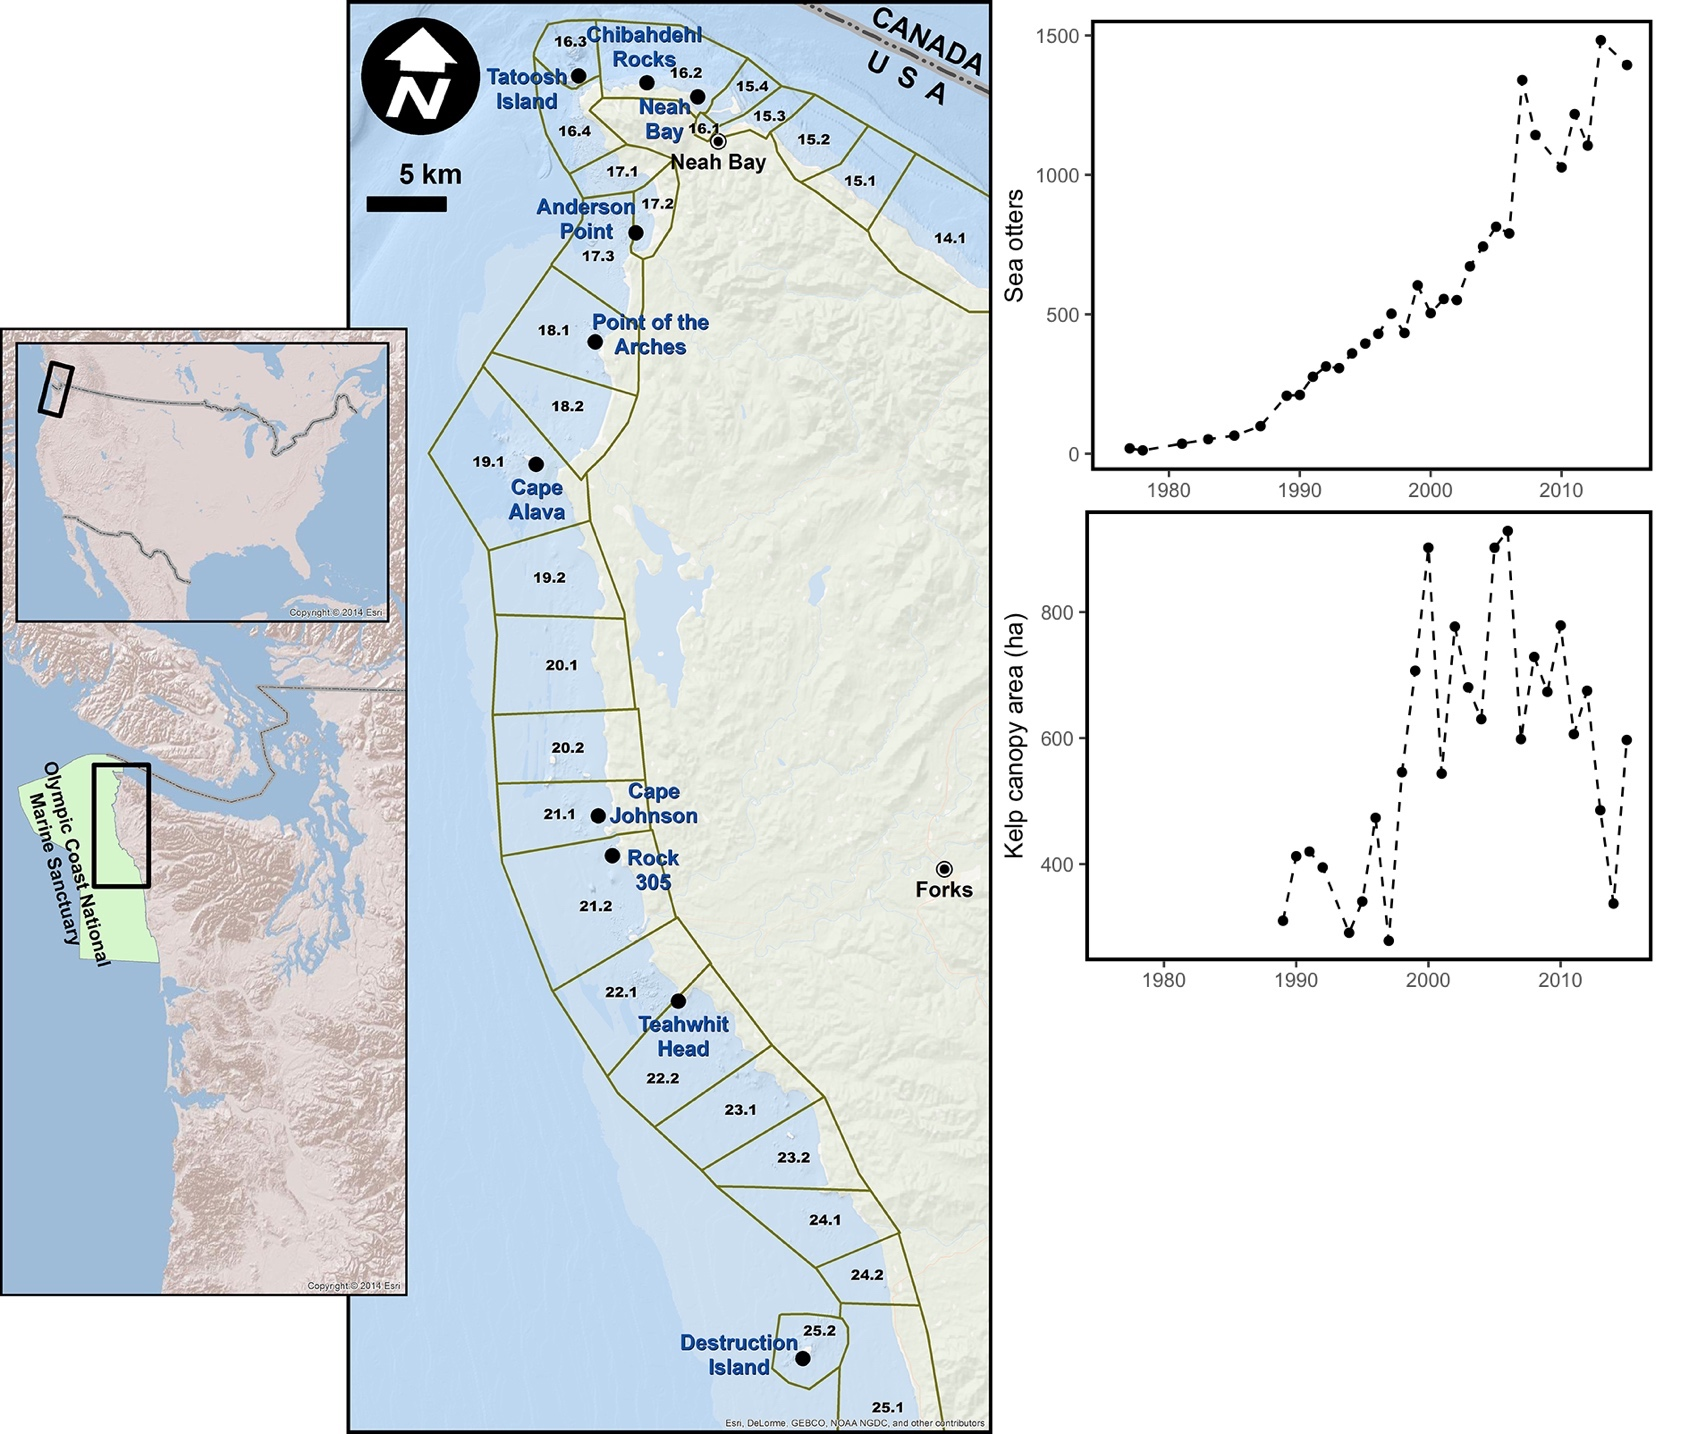 CANADA
USA
N
5 km
16.3
Chibahdehl
Rocks
16.2
Tatoosh
Island
15.4
Neah
Bay
16.1
15.3
16.4
15.2
Neah Bay
17.1
15.1
17.2
Anderson
Point
14.1
17.3
18.1
Point of the
Arches
18.2
19.1
Cape
Alava
19.2
20.1
20.2
Cape
Johnson
21.1
Rock
305
Forks
21.2
22.1
Teahwhit
Head
22.2
23.1
23.2
24.1
24.2
25.2
Destruction
Island
25.1
Esri, DeLorme, GEBCO, NOAA NGDC, and other contributors
Copyright:© 2014 Esri
Olympic Coast National
Marine Sanctuary
Copyright:© 2014 Esri
Sea otters
1500
1000
500
0
1980
1990
2000
2010
Kelp canopy area (ha)
800
600
400
1980
1990
2000
2010